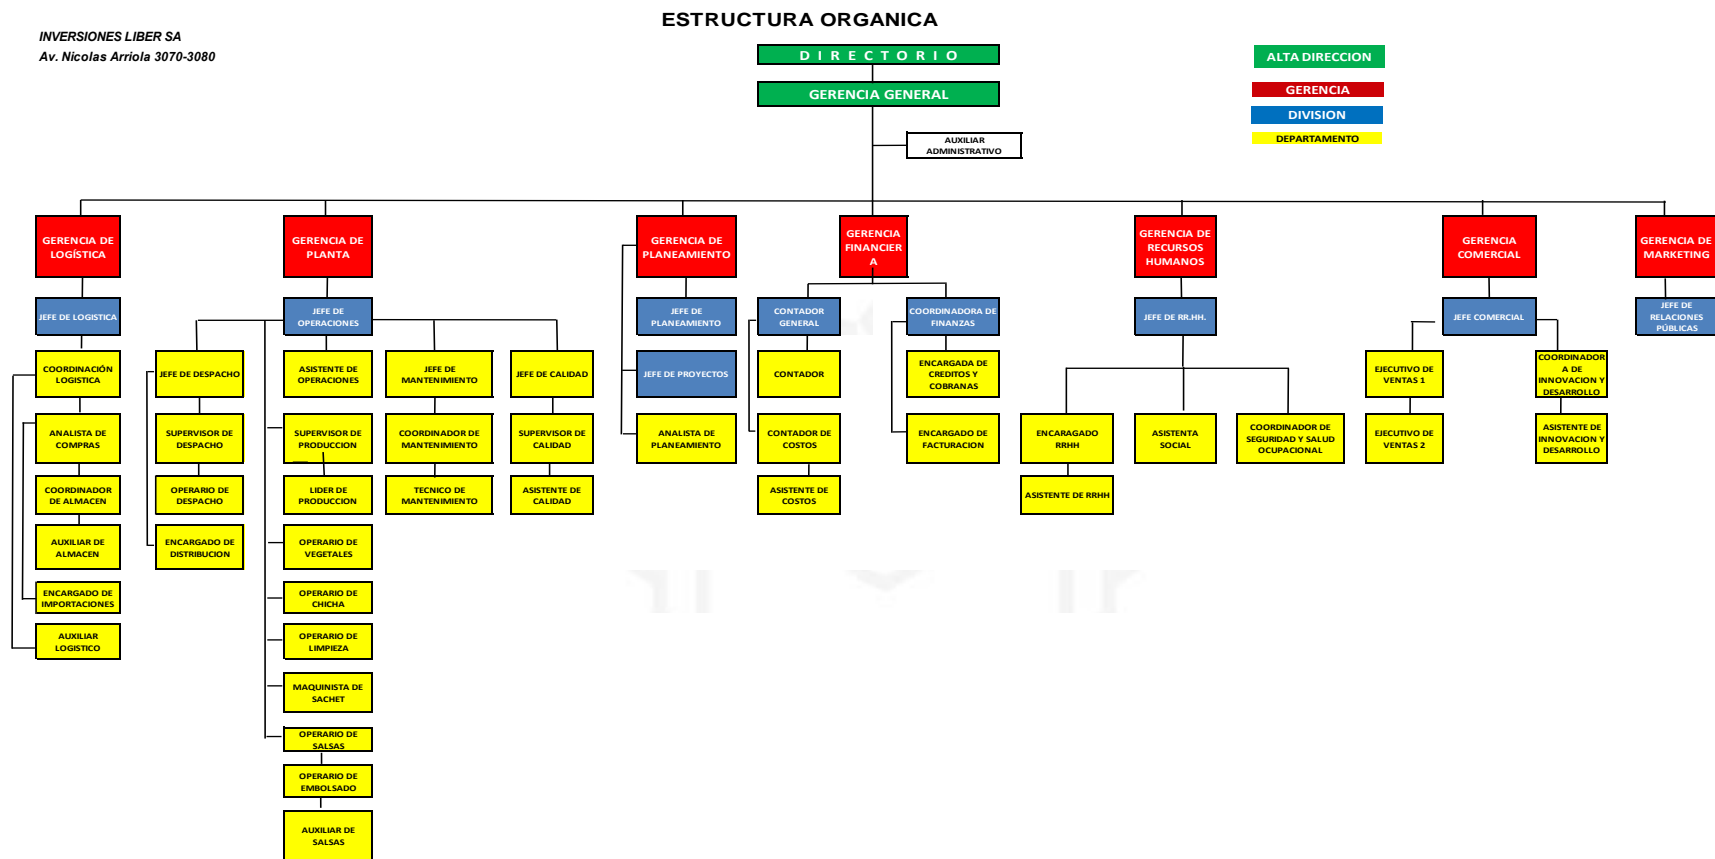 ESTRUCTURA ORGANICA
INVERSIONES LIBER SA
Av. Nicolas Arriola 3070-3080
D I R E C T O R I O
GERENCIA GENERAL
AUXILIAR
ADMINISTRATIVO
ALTA DIRECCION
GERENCIA
DIVISION
DEPARTAMENTO
GERENCIA DE
LOGÍSTICA
GERENCIA DE
PLANTA
GERENCIA DE
PLANEAMIENTO
GERENCIA
FINANCIER
A
GERENCIA DE
RECURSOS
HUMANOS
GERENCIA
COMERCIAL
GERENCIA DE
MARKETING
JEFE DE LOGISTICA
JEFE DE
OPERACIONES
JEFE DE
PLANEAMIENTO
CONTADOR
GENERAL
COORDINADORA DE
FINANZAS
JEFE DE RR.HH.
JEFE COMERCIAL
JEFE DE
RELACIONES
PÚBLICAS
COORDINACIÓN
LOGISTICA
JEFE DE DESPACHO
ASISTENTE DE
OPERACIONES
JEFE DE
MANTENIMIENTO
JEFE DE CALIDAD
JEFE DE PROYECTOS
CONTADOR
ENCARGADA DE
CREDITOS Y
COBRANAS
EJECUTIVO DE
VENTAS 1
COORDINADOR
A DE
INNOVACION Y
DESARROLLO
ANALISTA DE
COMPRAS
SUPERVISOR DE
DESPACHO
SUPERVISOR DE
PRODUCCION
COORDINADOR DE
MANTENIMIENTO
SUPERVISOR DE
CALIDAD
ANALISTA DE
PLANEAMIENTO
CONTADOR DE
COSTOS
ENCARGADO DE
FACTURACION
ENCARAGADO
RRHH
ASISTENTA
SOCIAL
COORDINADOR DE
SEGURIDAD Y SALUD
OCUPACIONAL
EJECUTIVO DE
VENTAS 2
ASISTENTE DE
INNOVACION Y
DESARROLLO
COORDINADOR
DE ALMACEN
OPERARIO DE
DESPACHO
LIDER DE
PRODUCCION
TECNICO DE
MANTENIMIENTO
ASISTENTE DE
CALIDAD
ASISTENTE DE
COSTOS
ASISTENTE DE RRHH
AUXILIAR DE
ALMACEN
ENCARGADO DE
DISTRIBUCION
OPERARIO DE
VEGETALES
ENCARGADO DE
IMPORTACIONES
OPERARIO DE
CHICHA
AUXILIAR
LOGISTICO
OPERARIO DE
LIMPIEZA
MAQUINISTA DE
SACHET
OPERARIO DE
SALSAS
OPERARIO DE
EMBOLSADO
AUXILIAR DE
SALSAS